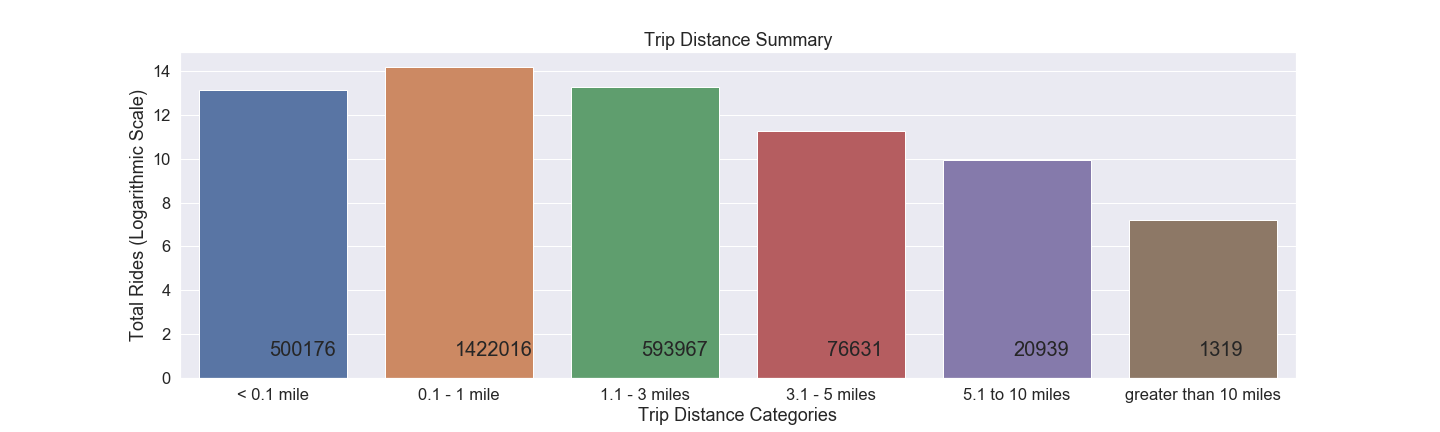 Trip Distance Summary
Total Rides (Logarithmic Scale)
14
12
10
8
6
4
2
0
500176 1422016 593967 76631 20939 1319
< 0.1 mile 0.1 - 1 mile 1.1 - 3 miles 3.1 - 5 miles 5.1 to 10 miles greater than 10 miles
Trip Distance Categories